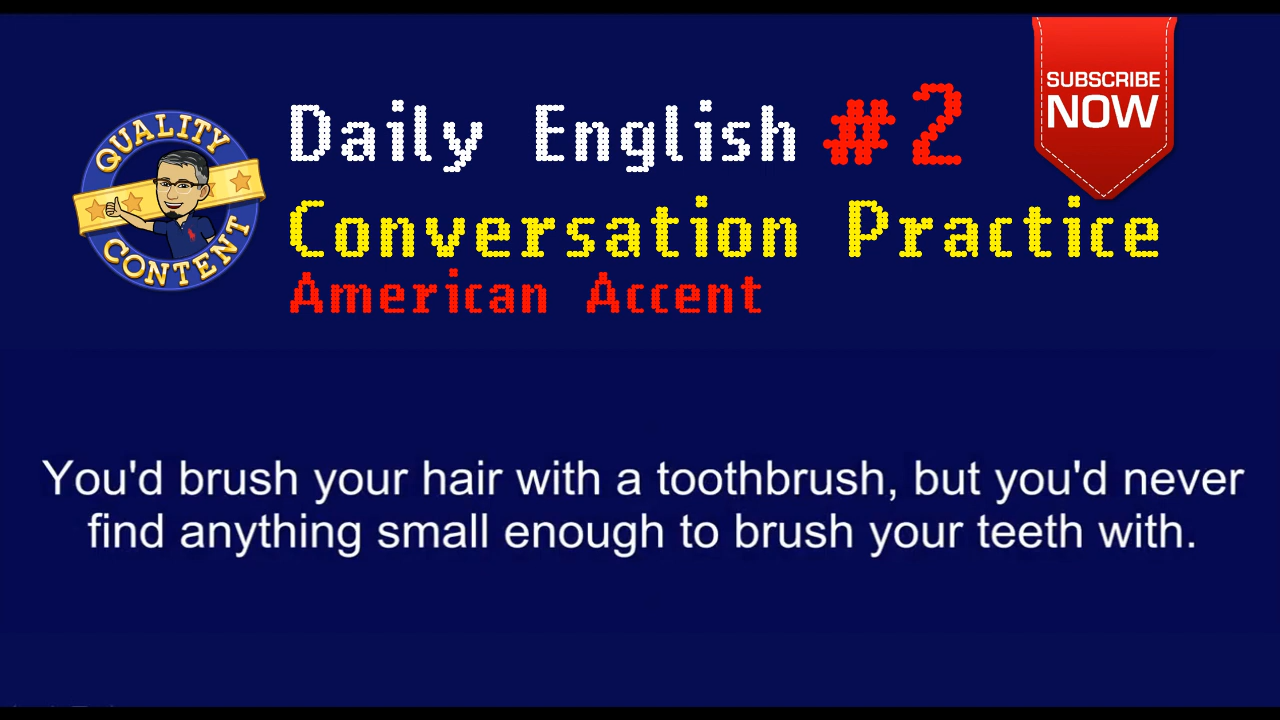 SUBSCRIBE
NOW
Daily English #2
QUALITY
CONTENT
Conversation Practice
American Accent
You'd brush your hair with a toothbrush, but you'd never
find anything small enough to brush your teeth with.